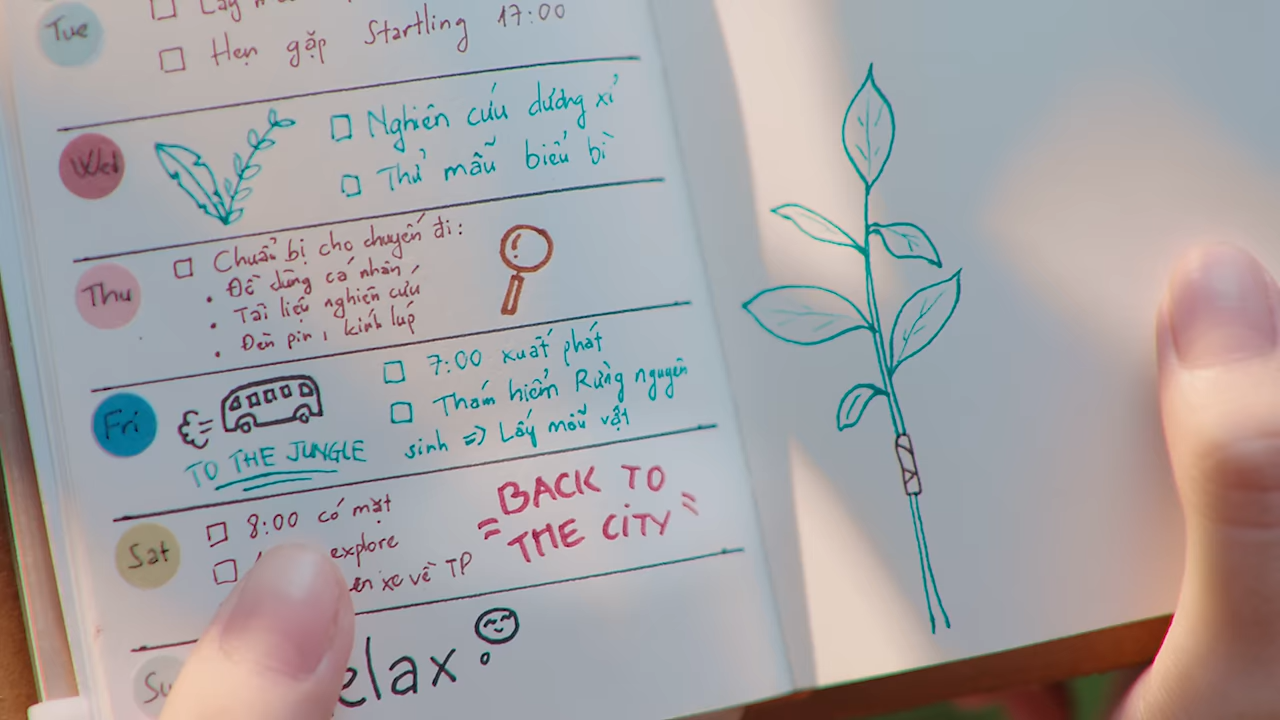 Tue
Lấy
Hẹn gặp Startling 17:00
Wed
Nghiên cứu dương xỉ
Thử mẫu biểu bì
Thu
Chuẩn bị cho chuyến đi:
• Đồ dùng cá nhân
• Tài liệu nghiên cứu
• Đèn pin, kính lúp
Fri
TO THE JUNGLE
7:00 xuất phát
Thám hiểm Rừng nguyên
sinh => Lấy mẫu vật
Sat
8:00 có mặt
explore
xe về TP
BACK TO
THE CITY
Su
elax